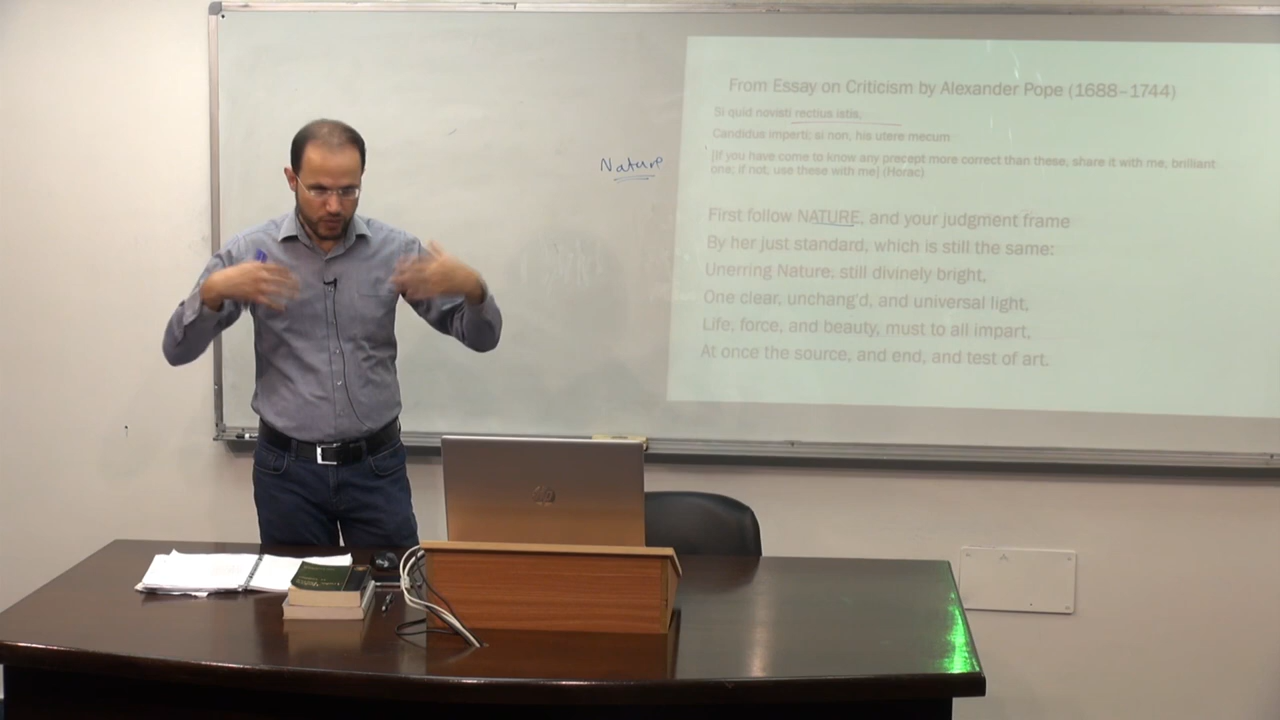 From Essay on Criticism by Alexander Pope (1688–1744)
Si quid novisti rectius istis,
Candidus imperti; si non, his utere mecum
[If you have come to know any precept more correct than these, share it with me, brilliant
one; if not, use these with me] (Horac)
Nature
First follow NATURE, and your judgment frame
By her just standard, which is still the same:
Unerring Nature, still divinely bright,
One clear, unchang'd, and universal light,
Life, force, and beauty, must to all impart,
At once the source, and end, and test of art.
hp